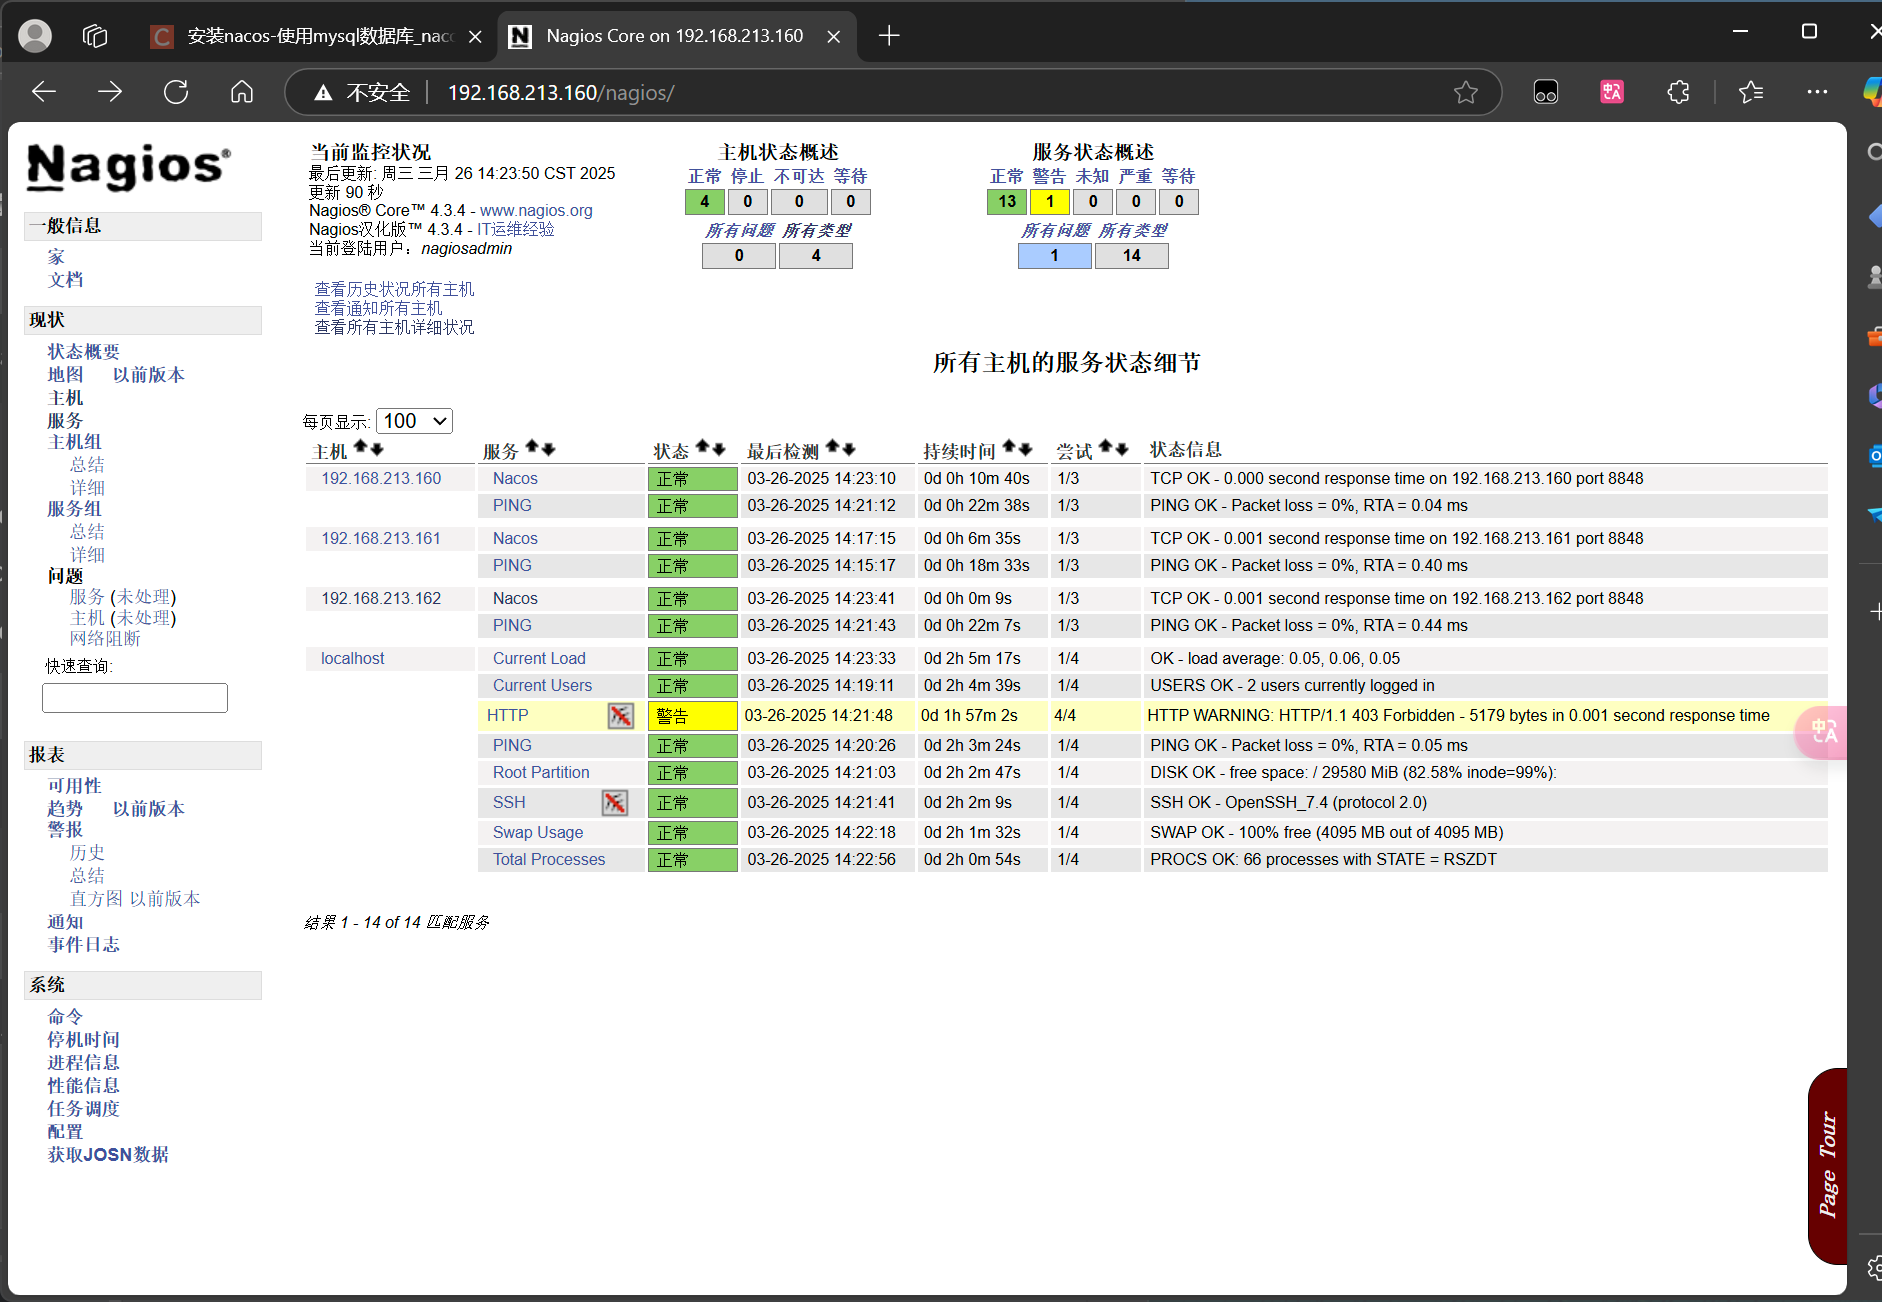 安装nacos-使用mysql数据库_nac
Nagios Core on 192.168.213.160
不安全
192.168.213.160/nagios/
Nagios®
一般信息
家
文档
现状
状态概要
地图 以前版本
主机
服务
主机组
总结
详细
服务组
总结
详细
问题
服务 (未处理)
主机 (未处理)
网络阻断
快速查询:
报表
可用性
趋势 以前版本
警报
历史
总结
直方图 以前版本
通知
事件日志
系统
命令
停机时间
进程信息
性能信息
任务调度
配置
获取JOSN数据
当前监控状况
最后更新: 周三 三月 26 14:23:50 CST 2025
更新 90 秒
Nagios® Core™ 4.3.4 - www.nagios.org
Nagios汉化版™ 4.3.4 - IT运维经验
当前登陆用户：nagiosadmin
查看历史状况所有主机
查看通知所有主机
查看所有主机详细状况
主机状态概述
正常 停止 不可达 等待
4 0 0 0
所有问题 所有类型
0 4
服务状态概述
正常 警告 未知 严重 等待
13 1 0 0 0
所有问题 所有类型
1 14
所有主机的服务状态细节
每页显示: 100
主机 服务 状态 最后检测 持续时间 尝试 状态信息
192.168.213.160 Nacos 正常 03-26-2025 14:23:10 0d 0h 10m 40s 1/3 TCP OK - 0.000 second response time on 192.168.213.160 port 8848
PING 正常 03-26-2025 14:21:12 0d 0h 22m 38s 1/3 PING OK - Packet loss = 0%, RTA = 0.04 ms
192.168.213.161 Nacos 正常 03-26-2025 14:17:15 0d 0h 6m 35s 1/3 TCP OK - 0.001 second response time on 192.168.213.161 port 8848
PING 正常 03-26-2025 14:15:17 0d 0h 18m 33s 1/3 PING OK - Packet loss = 0%, RTA = 0.40 ms
192.168.213.162 Nacos 正常 03-26-2025 14:23:41 0d 0h 0m 9s 1/3 TCP OK - 0.001 second response time on 192.168.213.162 port 8848
PING 正常 03-26-2025 14:21:43 0d 0h 22m 7s 1/3 PING OK - Packet loss = 0%, RTA = 0.44 ms
localhost Current Load 正常 03-26-2025 14:23:33 0d 2h 5m 17s 1/4 OK - load average: 0.05, 0.06, 0.05
Current Users 正常 03-26-2025 14:19:11 0d 2h 4m 39s 1/4 USERS OK - 2 users currently logged in
HTTP 警告 03-26-2025 14:21:48 0d 1h 57m 2s 4/4 HTTP WARNING: HTTP/1.1 403 Forbidden - 5179 bytes in 0.001 second response time
PING 正常 03-26-2025 14:20:26 0d 2h 3m 24s 1/4 PING OK - Packet loss = 0%, RTA = 0.05 ms
Root Partition 正常 03-26-2025 14:21:03 0d 2h 2m 47s 1/4 DISK OK - free space: / 29580 MiB (82.58% inode=99%):
SSH 正常 03-26-2025 14:21:41 0d 2h 2m 9s 1/4 SSH OK - OpenSSH_7.4 (protocol 2.0)
Swap Usage 正常 03-26-2025 14:22:18 0d 2h 1m 32s 1/4 SWAP OK - 100% free (4095 MB out of 4095 MB)
Total Processes 正常 03-26-2025 14:22:56 0d 2h 0m 54s 1/4 PROCS OK: 66 processes with STATE = RSZDT
结果 1 - 14 of 14 匹配服务
Page Tour